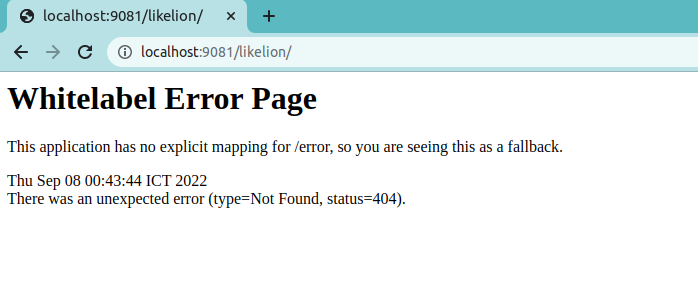 localhost:9081/likelion/
localhost:9081/likelion/
Whitelabel Error Page
This application has no explicit mapping for /error, so you are seeing this as a fallback.
Thu Sep 08 00:43:44 ICT 2022
There was an unexpected error (type=Not Found, status=404).